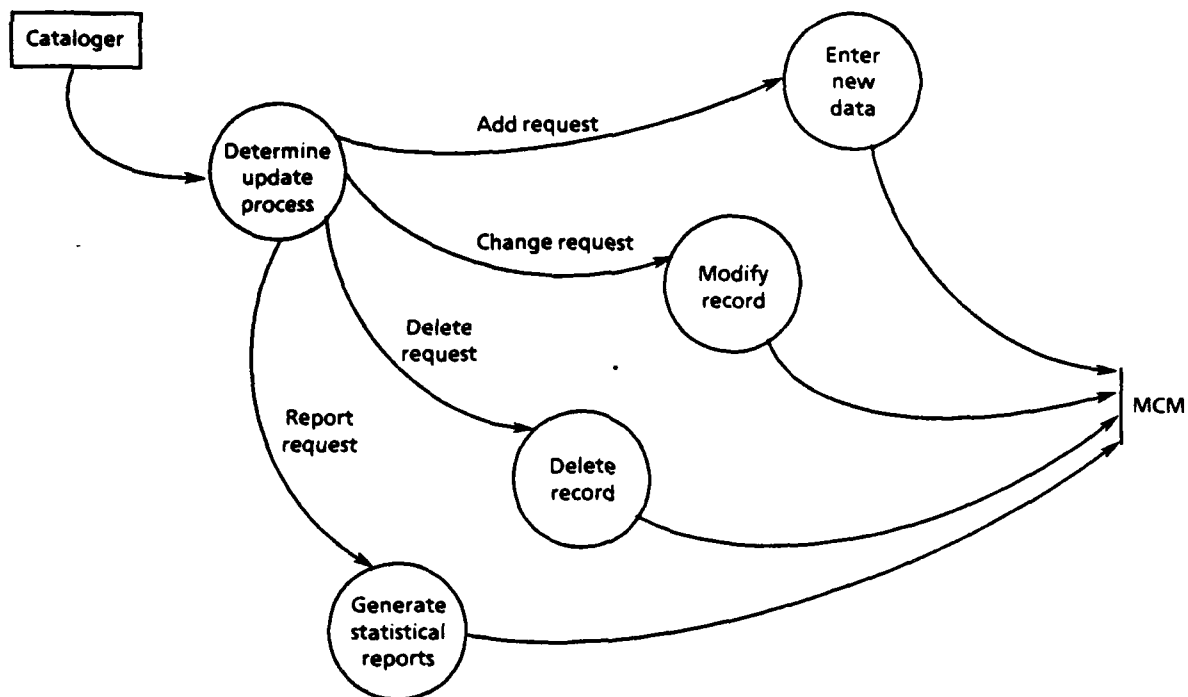 Cataloger
Enter
new
data
Add request
Determine
update
process
Change request
Modify
record
Delete
request
MCM
Report
request
Delete
record
Generate
statistical
reports